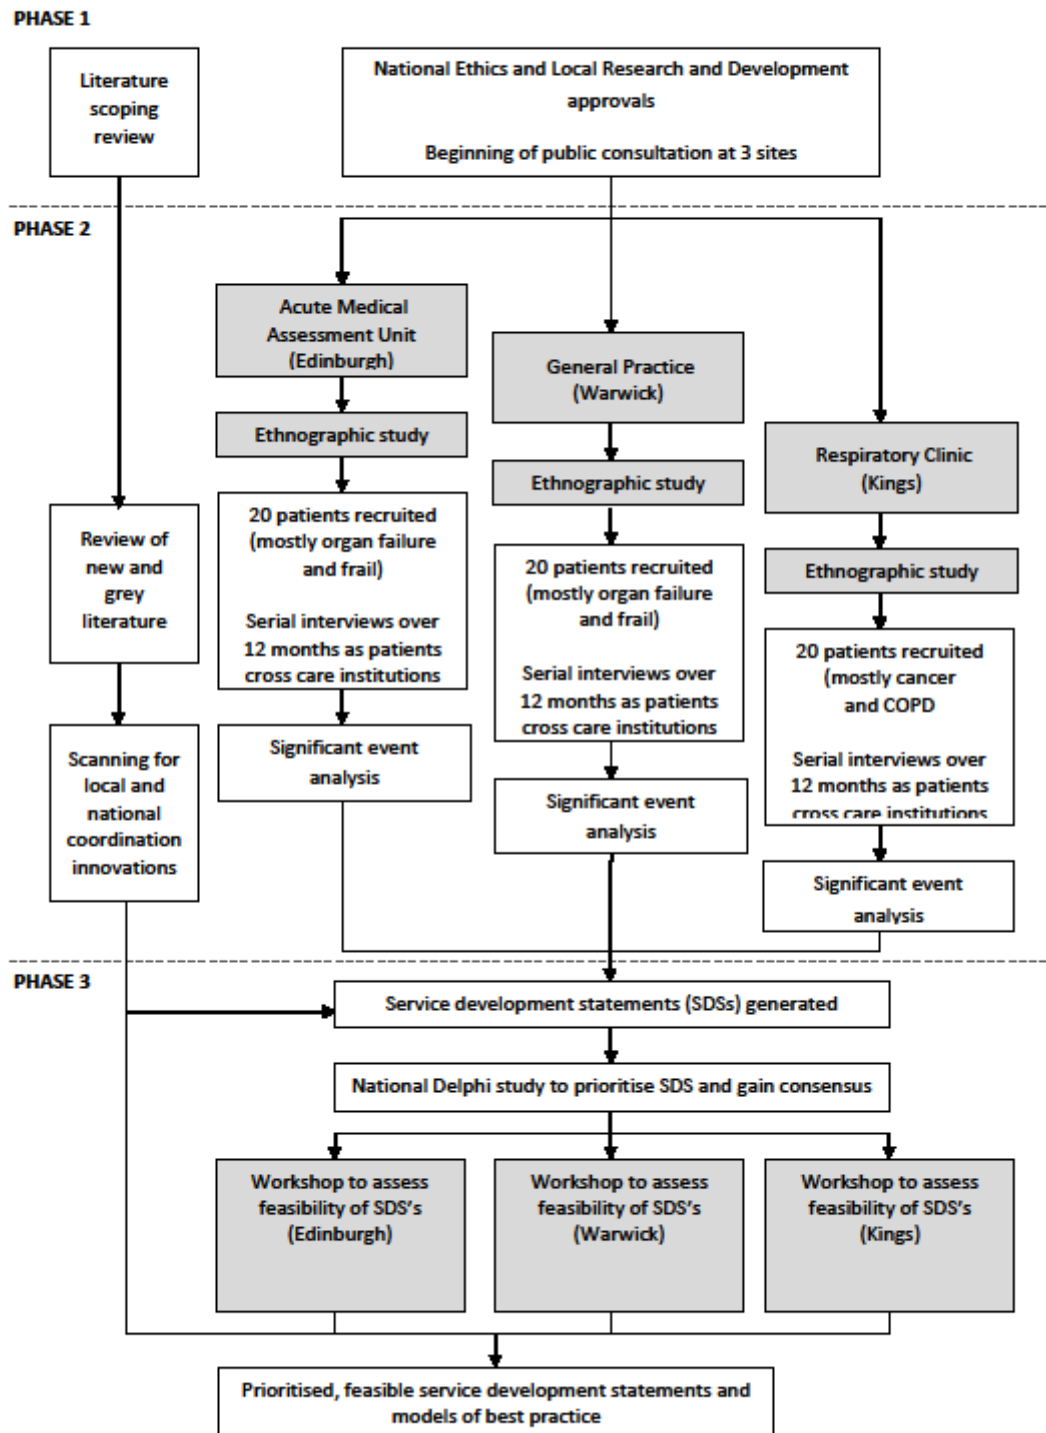 PHASE 1
Literature
scoping
review
National Ethics and Local Research and Development
approvals
Beginning of public consultation at 3 sites
PHASE 2
Acute Medical
Assessment Unit
(Edinburgh)
Ethnographic study
20 patients recruited
(mostly organ failure
and frail)
Serial interviews over
12 months as patients
cross care institutions
Significant event
analysis
General Practice
(Warwick)
Ethnographic study
20 patients recruited
(mostly organ failure
and frail)
Serial interviews over
12 months as patients
cross care institutions
Significant event
analysis
Respiratory Clinic
(Kings)
Ethnographic study
20 patients recruited
(mostly cancer
and COPD
Serial interviews over
12 months as patients
cross care institutions
Significant event
analysis
Review of
new and
grey
literature
Scanning for
local and
national
coordination
innovations
PHASE 3
Service development statements (SDSs) generated
National Delphi study to prioritise SDS and gain consensus
Workshop to assess
feasibility of SDS's
(Edinburgh)
Workshop to assess
feasibility of SDS's
(Warwick)
Workshop to assess
feasibility of SDS's
(Kings)
Prioritised, feasible service development statements and
models of best practice